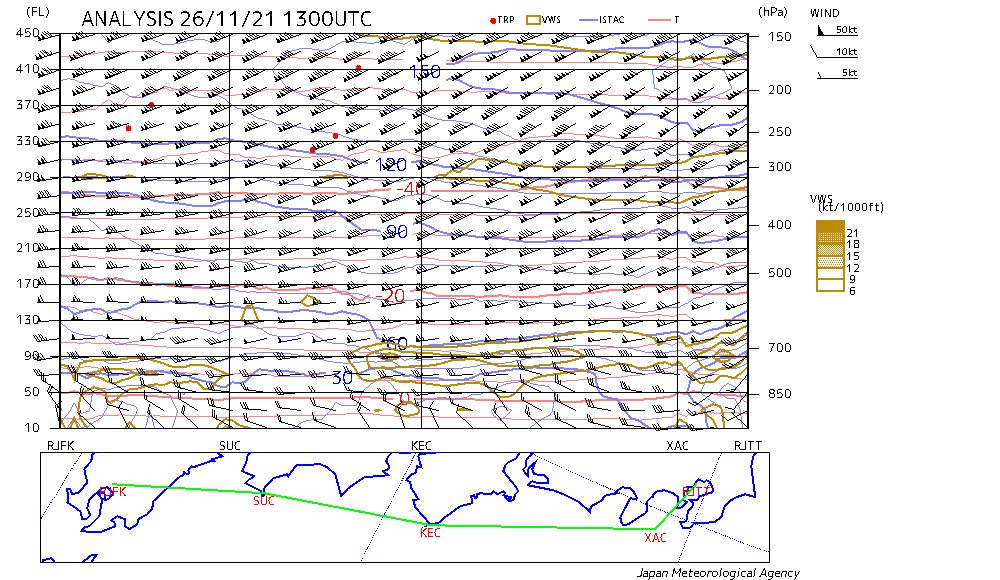 (FL) ANALYSIS 26/11/21 1300UTC TRP VWS ISTAC T (hPa) WIND
450 150 50kt
410 150 10kt
200 5kt
370
250
330
120 300
290 -40
250
90 400
210
500
170 -20
130
60 700
90
30
50 0 850
10
VWS
(kt/1000ft)
21
18
15
12
9
6
RJFK SUC KEC XAC RJTT
RJFK SUC KEC XAC RJTT
Japan Meteorological Agency